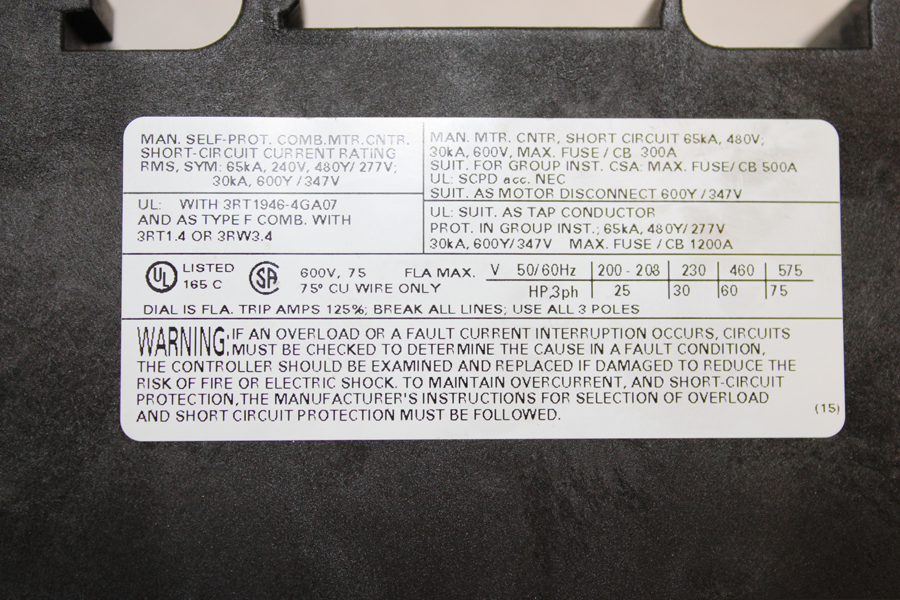 MAN. SELF-PROT. COMB.MTR.CNTR.
SHORT-CIRCUIT CURRENT RATING
RMS, SYM: 65kA, 240V, 480Y/ 277V;
30kA, 600Y/347V
UL: WITH 3RT1946-4GA07
AND AS TYPE F COMB. WITH
3RT1.4 OR 3RW3.4
MAN. MTR. CNTR, SHORT CIRCUIT 65kA, 480V;
30kA, 600V, MAX. FUSE / CB 300A
SUIT. FOR GROUP INST. CSA: MAX. FUSE/ CB 500A
UL: SCPD acc. NEC
SUIT. AS MOTOR DISCONNECT 600Y / 347V
UL: SUIT. AS TAP CONDUCTOR
PROT. IN GROUP INST.; 65kA, 480Y/ 277V
30kA, 600Y/347V MAX. FUSE / CB 1200A
UL LISTED
165 C
SA
600V, 75 FLA MAX.
75° CU WIRE ONLY
V 50/60Hz 200 - 208 230 460 575
HP,3ph 25 30 60 75
DIAL IS FLA. TRIP AMPS 125%; BREAK ALL LINES; USE ALL 3 POLES
WARNING: IF AN OVERLOAD OR A FAULT CURRENT INTERRUPTION OCCURS, CIRCUITS
MUST BE CHECKED TO DETERMINE THE CAUSE IN A FAULT CONDITION,
THE CONTROLLER SHOULD BE EXAMINED AND REPLACED IF DAMAGED TO REDUCE THE
RISK OF FIRE OR ELECTRIC SHOCK. TO MAINTAIN OVERCURRENT, AND SHORT-CIRCUIT
PROTECTION,THE MANUFACTURER'S INSTRUCTIONS FOR SELECTION OF OVERLOAD
AND SHORT CIRCUIT PROTECTION MUST BE FOLLOWED.
(15)